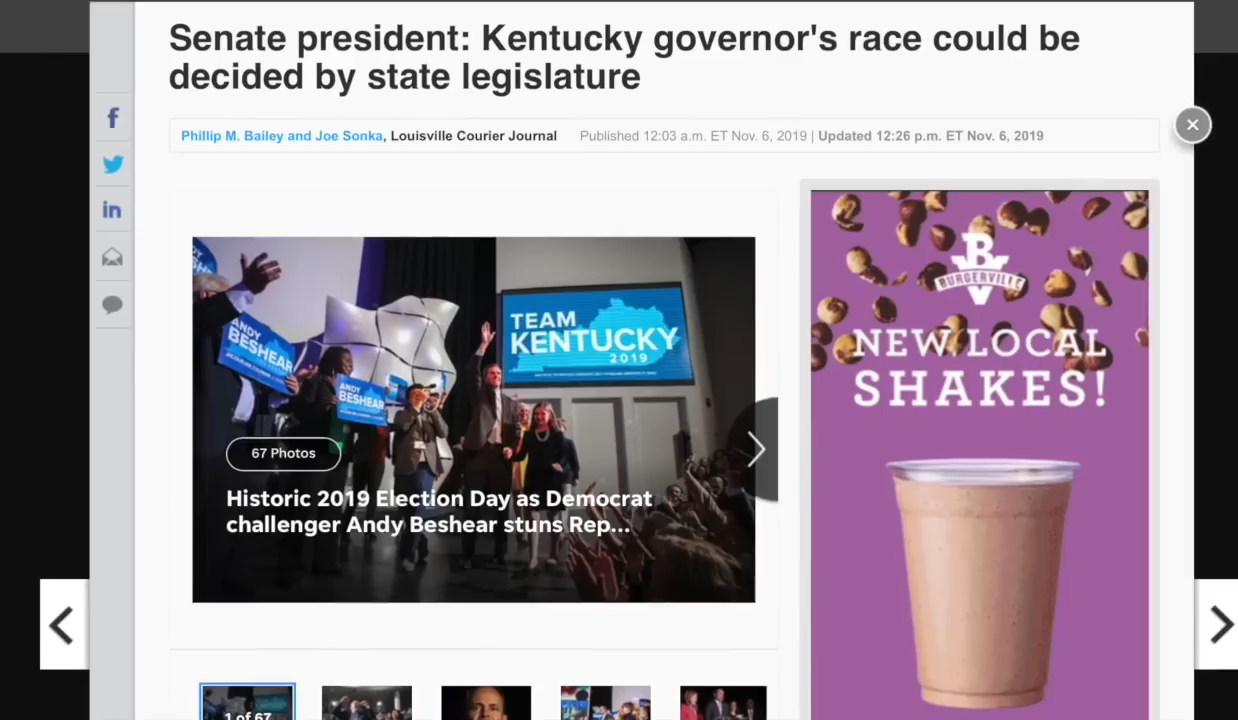 Senate president: Kentucky governor's race could be
decided by state legislature
Phillip M. Bailey and Joe Sonka, Louisville Courier Journal
Published 12:03 a.m. ET Nov. 6, 2019 | Updated 12:26 p.m. ET Nov. 6, 2019
f
in
ANDY
BESHEAR
ANDY
BESHEAR
TEAM
KENTUCKY
2019
67 Photos
Historic 2019 Election Day as Democrat
challenger Andy Beshear stuns Rep...
1 of 67
B
BURGERVILLE
NEW LOCAL
SHAKES!